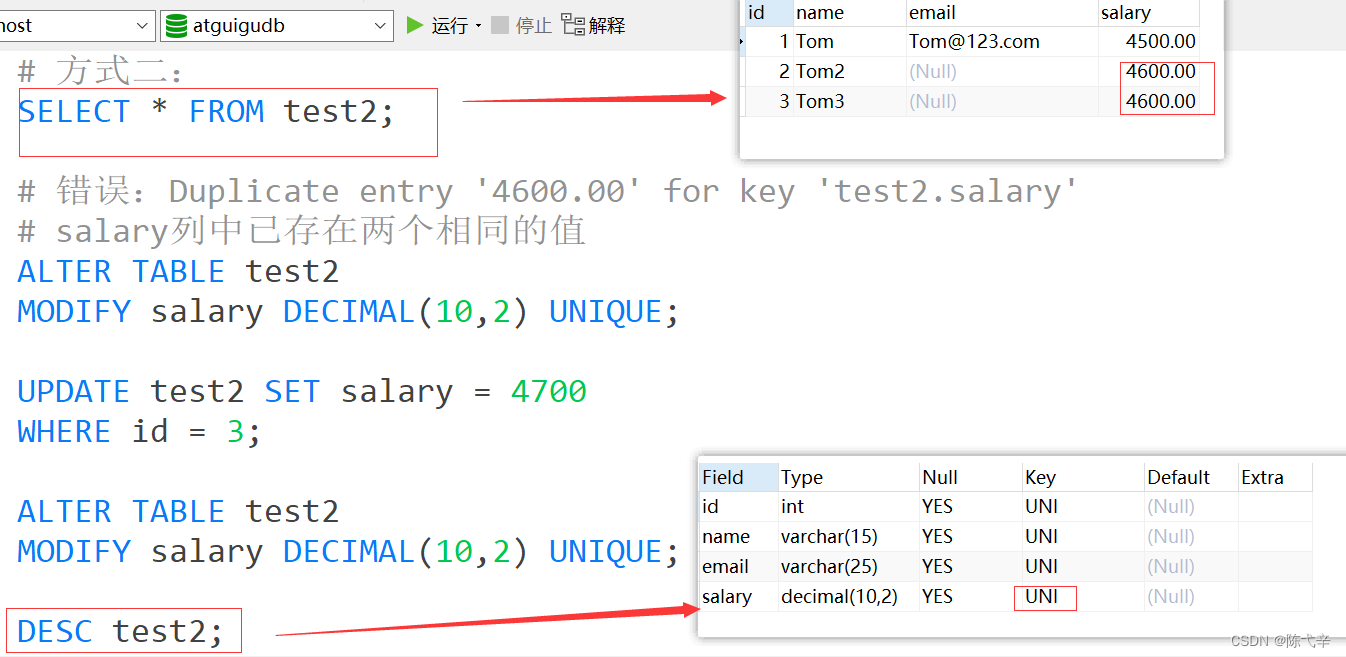 host
atguigudb
运行
停止
解释
# 方式二:
SELECT * FROM test2;
id name email salary
1 Tom Tom@123.com 4500.00
2 Tom2 (Null) 4600.00
3 Tom3 (Null) 4600.00
# 错误: Duplicate entry '4600.00' for key 'test2.salary'
# salary列中已存在两个相同的值
ALTER TABLE test2
MODIFY salary DECIMAL(10,2) UNIQUE;
UPDATE test2 SET salary = 4700
WHERE id = 3;
ALTER TABLE test2
MODIFY salary DECIMAL(10,2) UNIQUE;
DESC test2;
Field Type Null Key Default Extra
id int YES UNI (Null)
name varchar(15) YES UNI (Null)
email varchar(25) YES UNI (Null)
salary decimal(10,2) YES UNI (Null)
CSDN @陈弋辛